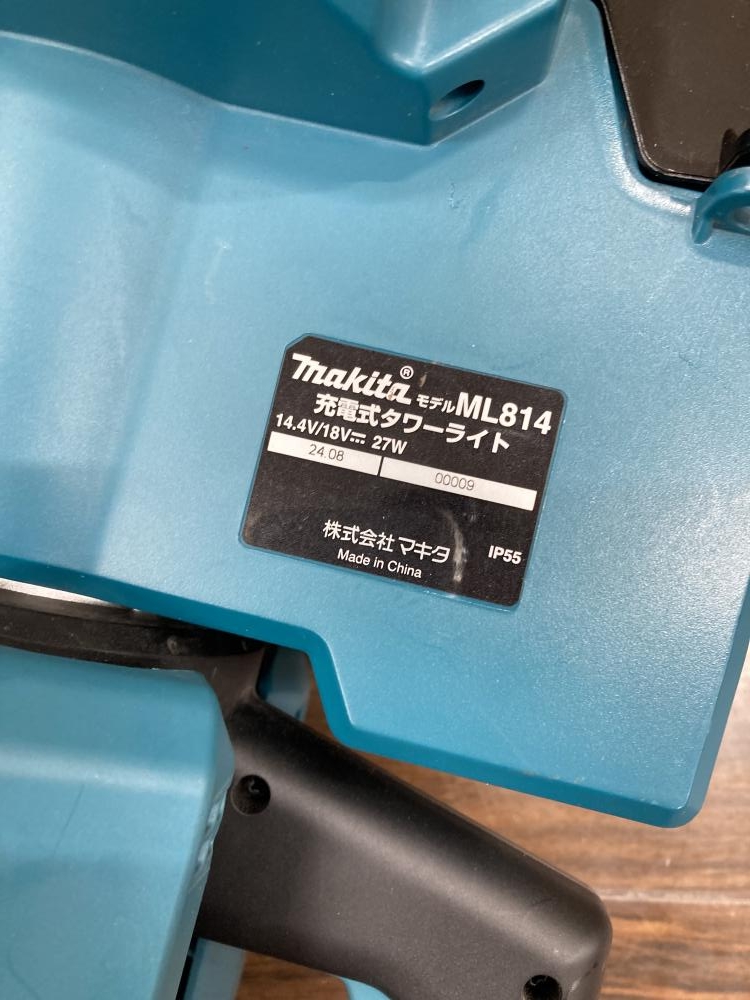 makita® モデルML814
充電式タワーライト
14.4V/18V⎓ 27W
24.08 00009
株式会社マキタ IP55
Made in China